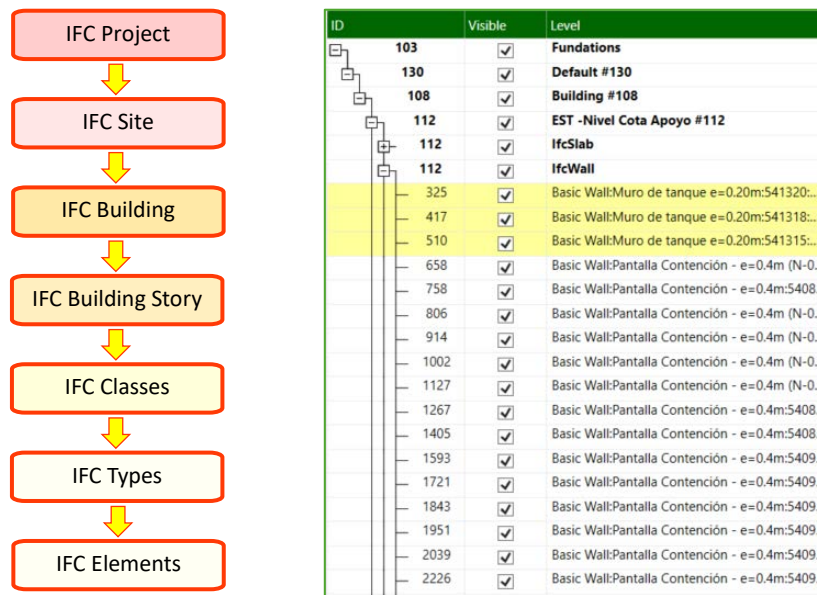 IFC Project
IFC Site
IFC Building
IFC Building Story
IFC Classes
IFC Types
IFC Elements
ID Visible Level
103 Fundations
130 Default #130
108 Building #108
112 EST -Nivel Cota Apoyo #112
112 IfcSlab
112 IfcWall
325 Basic Wall:Muro de tanque e=0.20m:541320:..
417 Basic Wall:Muro de tanque e=0.20m:541318:..
510 Basic Wall:Muro de tanque e=0.20m:541315:..
658 Basic Wall:Pantalla Contención - e=0.4m (N-0.
758 Basic Wall:Pantalla Contención - e=0.4m:5408.
806 Basic Wall:Pantalla Contención - e=0.4m (N-0.
914 Basic Wall:Pantalla Contención - e=0.4m (N-0.
1002 Basic Wall:Pantalla Contención - e=0.4m (N-0.
1127 Basic Wall:Pantalla Contención - e=0.4m (N-0.
1267 Basic Wall:Pantalla Contención - e=0.4m:5408.
1405 Basic Wall:Pantalla Contención - e=0.4m:5408.
1593 Basic Wall:Pantalla Contención - e=0.4m:5409.
1721 Basic Wall:Pantalla Contención - e=0.4m:5409.
1843 Basic Wall:Pantalla Contención - e=0.4m:5409.
1951 Basic Wall:Pantalla Contención - e=0.4m:5409.
2039 Basic Wall:Pantalla Contención - e=0.4m:5409.
2226 Basic Wall:Pantalla Contención - e=0.4m:5409.